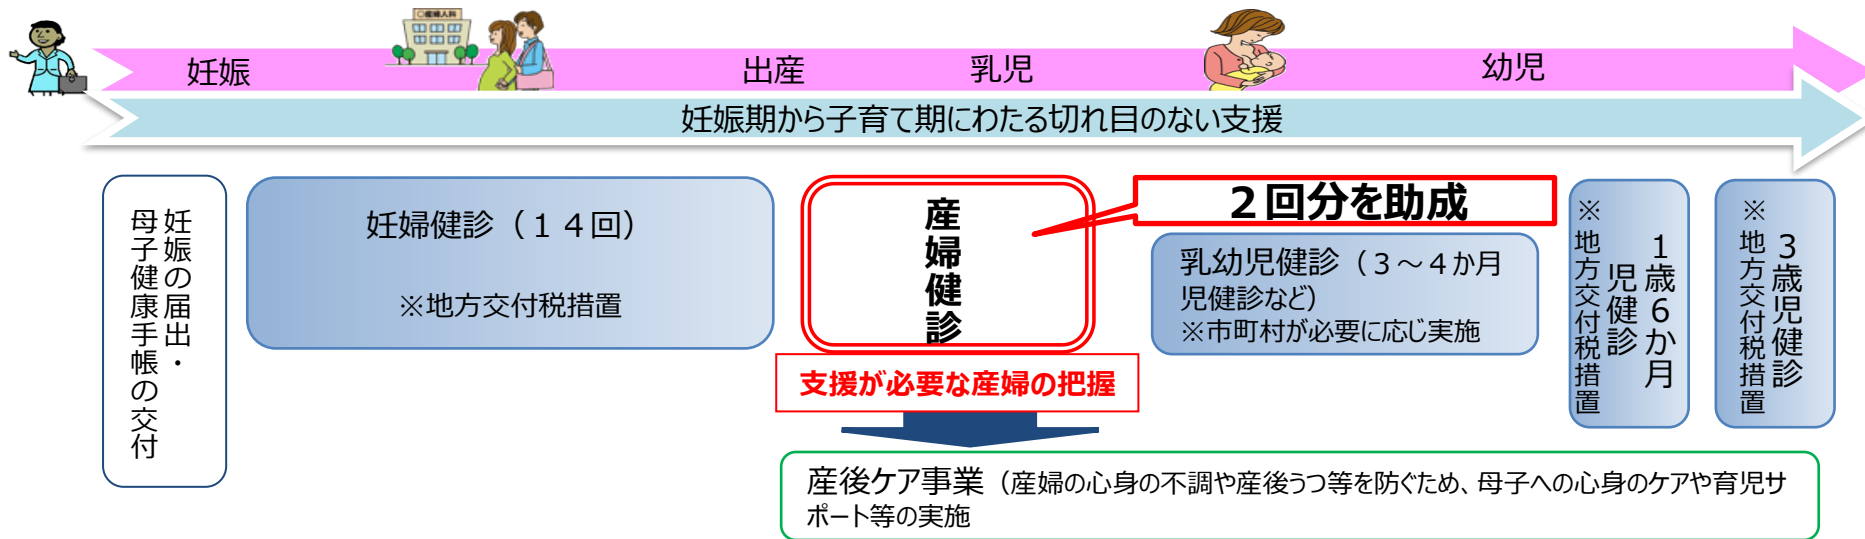 ○産婦人科
妊娠
出産
乳児
幼児
妊娠期から子育て期にわたる切れ目のない支援
妊娠の届出・
母子健康手帳の交付
妊婦健診（１４回）
※地方交付税措置
産婦健診
２回分を助成
乳幼児健診（３～４か月
児健診など）
※市町村が必要に応じ実施
１歳６か月
児健診
※地方交付税措置
３歳児健診
※地方交付税措置
支援が必要な産婦の把握
産後ケア事業（産婦の心身の不調や産後うつ等を防ぐため、母子への心身のケアや育児サ
ポート等の実施